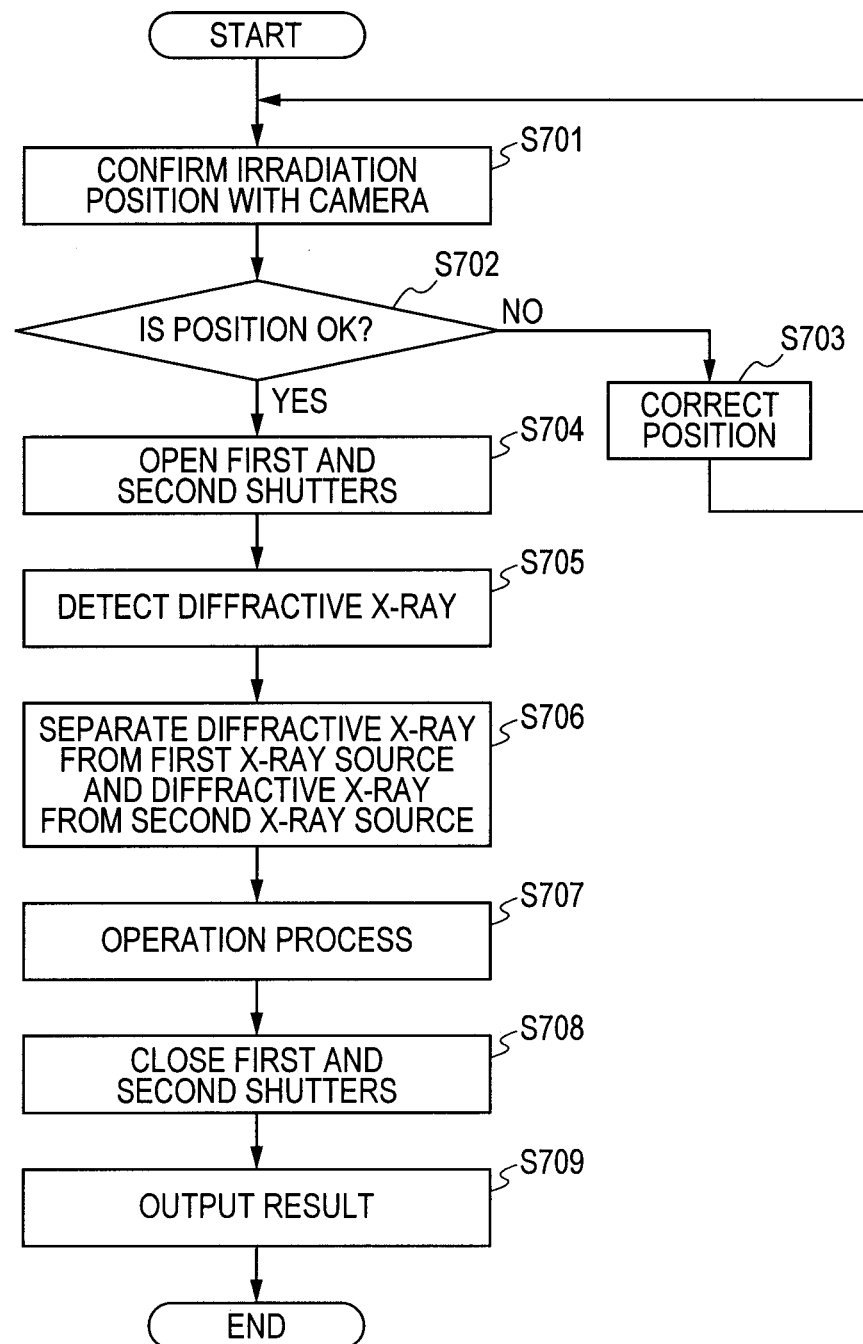 START
S701
CONFIRM IRRADIATION
POSITION WITH CAMERA
S702
IS POSITION OK?
NO
S703
CORRECT
POSITION
YES
S704
OPEN FIRST AND
SECOND SHUTTERS
S705
DETECT DIFFRACTIVE X-RAY
S706
SEPARATE DIFFRACTIVE X-RAY
FROM FIRST X-RAY SOURCE
AND DIFFRACTIVE X-RAY
FROM SECOND X-RAY SOURCE
S707
OPERATION PROCESS
S708
CLOSE FIRST AND
SECOND SHUTTERS
S709
OUTPUT RESULT
END